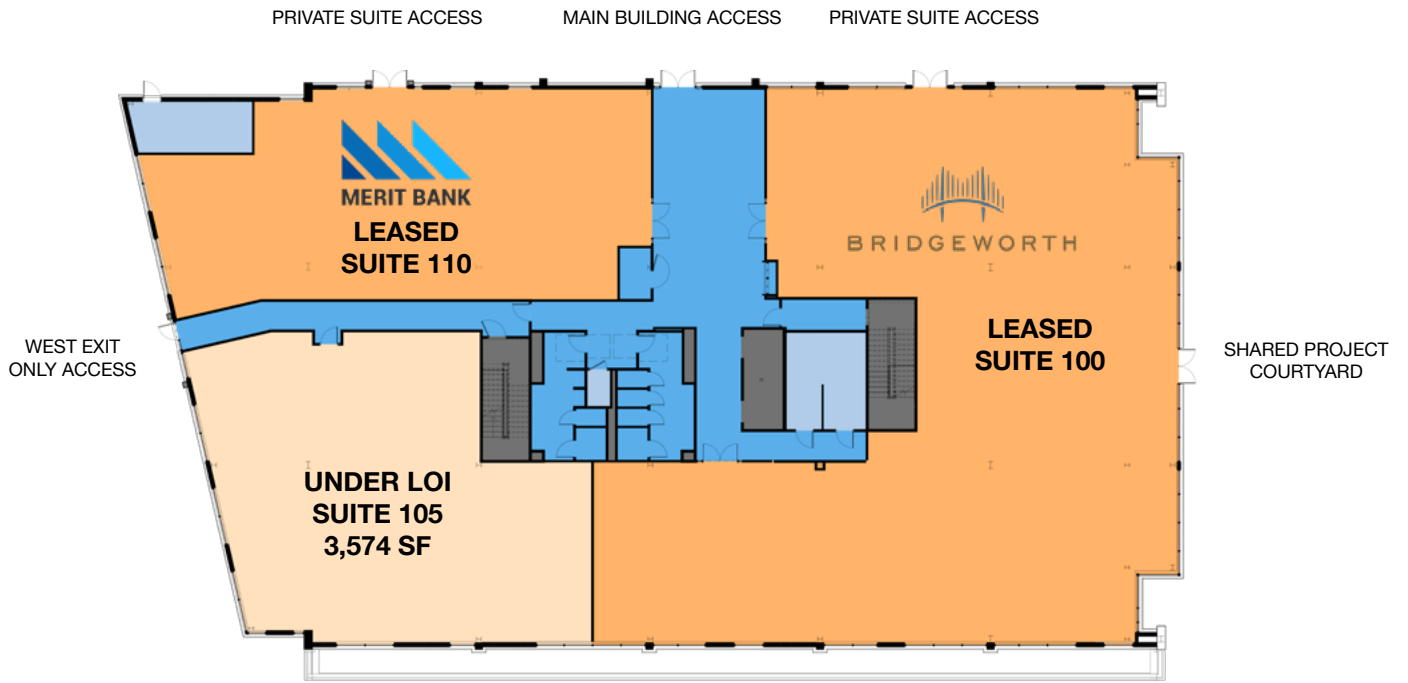 PRIVATE SUITE ACCESS
MAIN BUILDING ACCESS
PRIVATE SUITE ACCESS
MERIT BANK
LEASED
SUITE 110
BRIDGEWORTH
LEASED
SUITE 100
WEST EXIT
ONLY ACCESS
SHARED PROJECT
COURTYARD
UNDER LOI
SUITE 105
3,574 SF